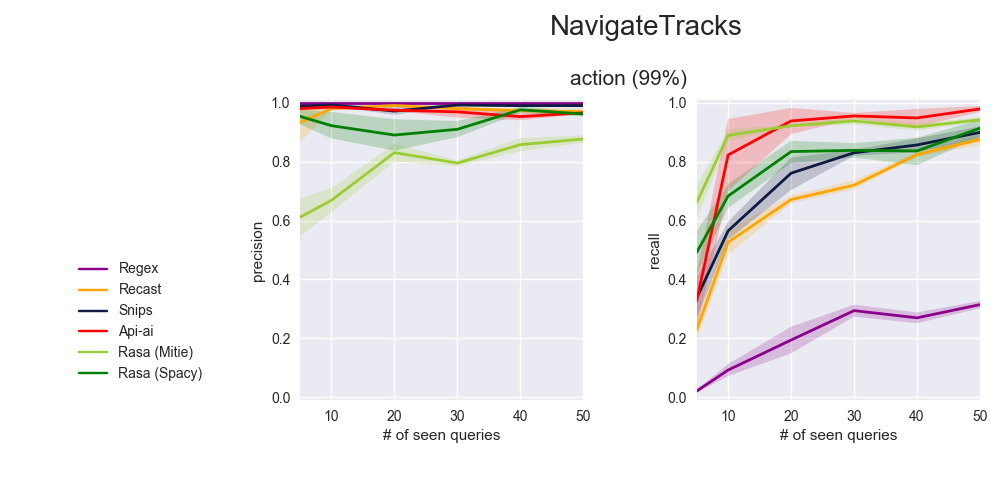 NavigateTracks
action (99%)
Regex
Recast
Snips
Api-ai
Rasa (Mitie)
Rasa (Spacy)
precision
1.0
0.8
0.6
0.4
0.2
0.0
10 20 30 40 50
# of seen queries
recall
1.0
0.8
0.6
0.4
0.2
0.0
10 20 30 40 50
# of seen queries